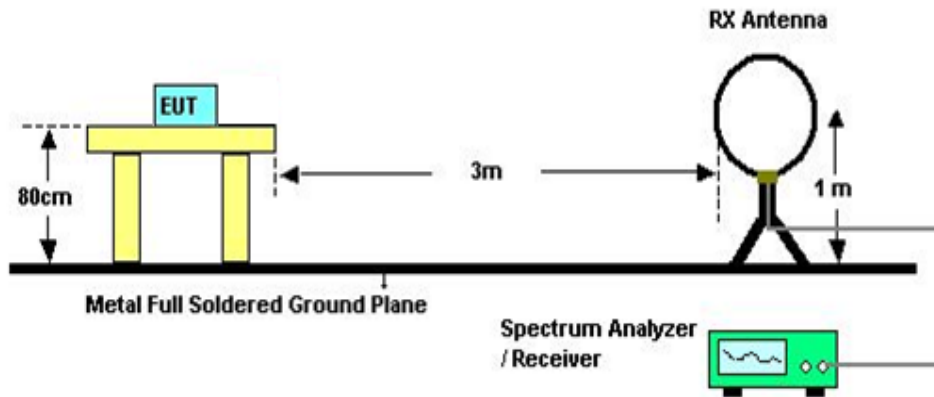 RX Antenna
EUT
80cm
3m
1 m
Metal Full Soldered Ground Plane
Spectrum Analyzer
/ Receiver